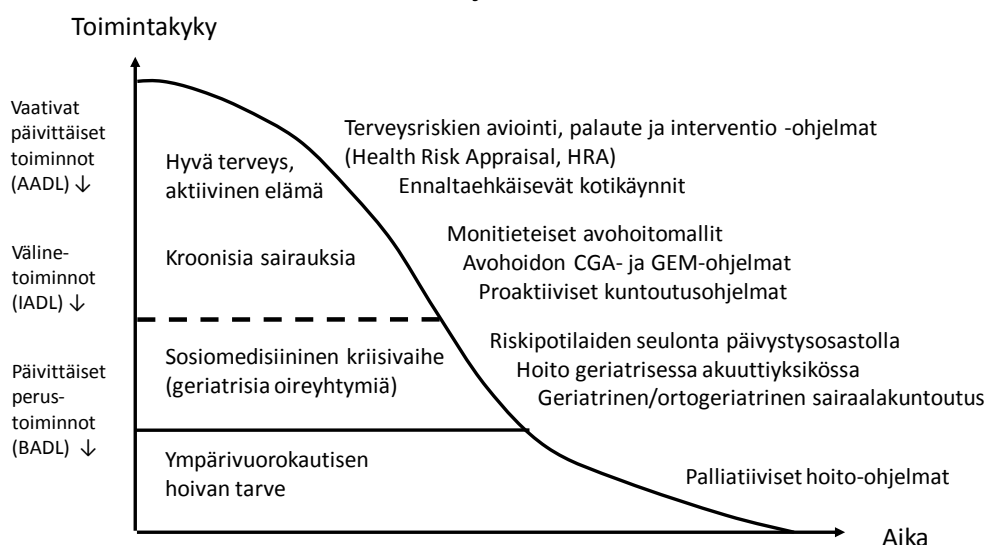 Toimintakyky
Vaativat
päivittäiset
toiminnot
(AADL) ↓
Väline-
toiminnot
(IADL) ↓
Päivittäiset
perus-
toiminnot
(BADL) ↓
Hyvä terveys,
aktiivinen elämä
Kroonisia sairauksia
Sosiomedisiininen kriisivaihe
(geriatrisia oireyhtymiä)
Ympärivuorokautisen
hoivan tarve
Terveysriskien aviointi, palaute ja interventio -ohjelmat
(Health Risk Appraisal, HRA)
Ennaltaehkäisevät kotikäynnit
Monitieteiset avohoitomallit
Avohoidon CGA- ja GEM-ohjelmat
Proaktiiviset kuntoutusohjelmat
Riskipotilaiden seulonta päivystysosastolla
Hoito geriatrisessa akuuttiyksikössa
Geriatrinen/ortogeriatrinen sairaalakuntoutus
Palliatiiviset hoito-ohjelmat
Aika